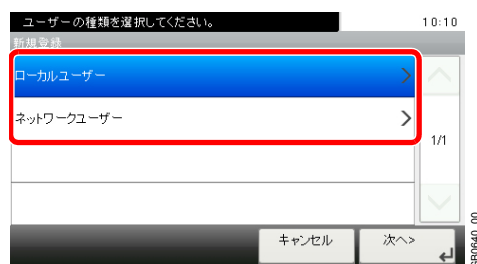 ユーザーの種類を選択してください。 10:10
新規登録
ローカルユーザー
ネットワークユーザー
1/1
キャンセル 次へ>
SB0640_00